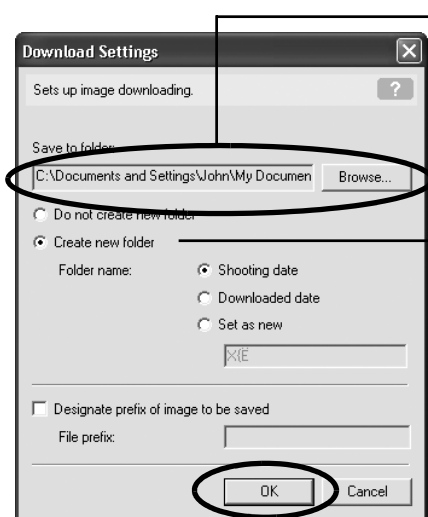 Download Settings
Sets up image downloading.
?
Save to folder:
C:\Documents and Settings\John\My Documen Browse...
Do not create new folder
Create new folder
Folder name: Shooting date
Downloaded date
Set as new
Designate prefix of image to be saved
File prefix:
OK Cancel